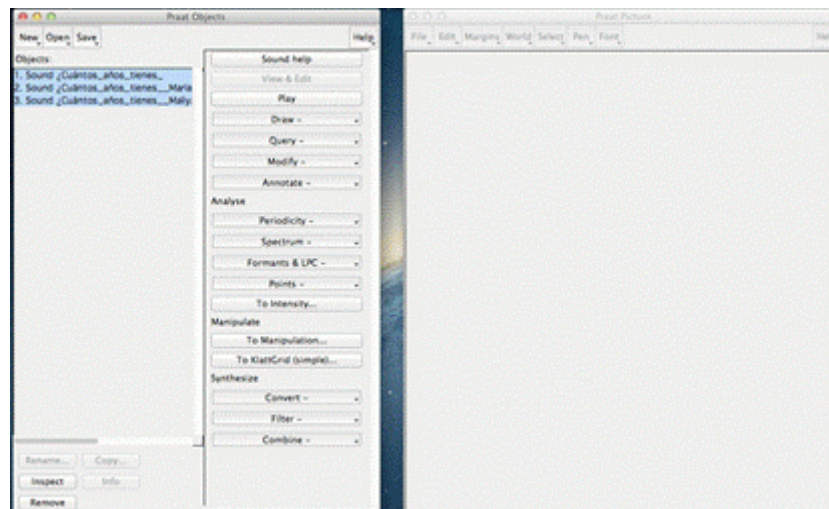 Praat Objects
New Open Save Help
Objects:
1. Sound ¿Cuántos_años_tienes_
2. Sound ¿Cuántos_años_tienes__Maria
3. Sound ¿Cuántos_años_tienes__Maly
Sound help
View & Edit
Play
Draw -
Query -
Modify -
Annotate -
Analyse
Periodicity -
Spectrum -
Formants & LPC -
Points -
To Intensity...
Manipulate
To Manipulation...
To KlattGrid (simple)...
Synthesize
Convert -
Filter -
Combine -
Rename... Copy...
Inspect Info
Remove
Praat Picture
File Edit Margins World Select Pen Font Hel